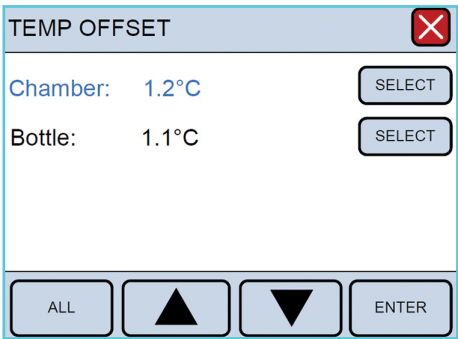 TEMP OFFSET
Chamber: 1.2°C SELECT
Bottle: 1.1°C SELECT
ALL ENTER